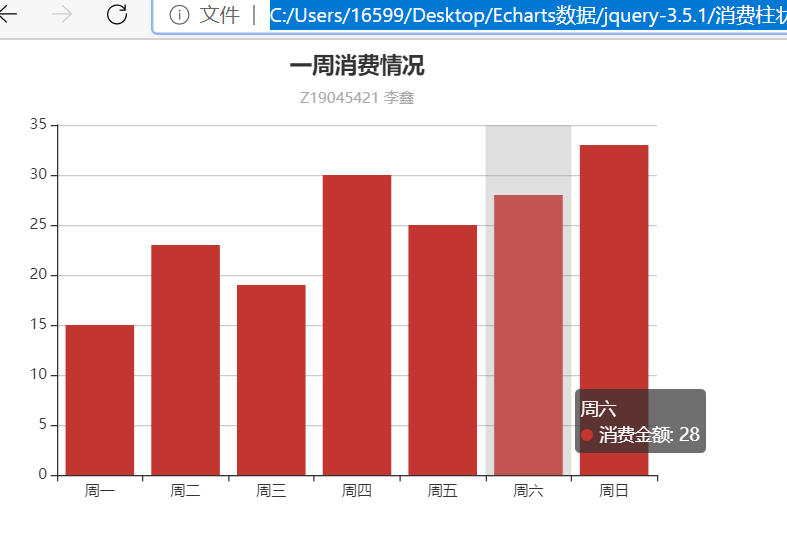 文件 | C:/Users/16599/Desktop/Echarts数据/jquery-3.5.1/消费柱
一周消费情况
Z19045421 李鑫
35
30
25
20
15
10
5
0
周六
消费金额: 28
周一 周二 周三 周四 周五 周六 周日